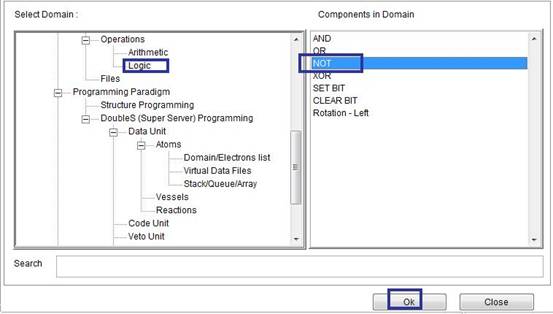 Select Domain :
Components in Domain
Operations
Arithmetic
Logic
Files
Programming Paradigm
Structure Programming
DoubleS (Super Server) Programming
Data Unit
Atoms
Domain/Electrons list
Virtual Data Files
Stack/Queue/Array
Vessels
Reactions
Code Unit
Veto Unit
AND
OR
NOT
XOR
SET BIT
CLEAR BIT
Rotation - Left
Search
Ok
Close